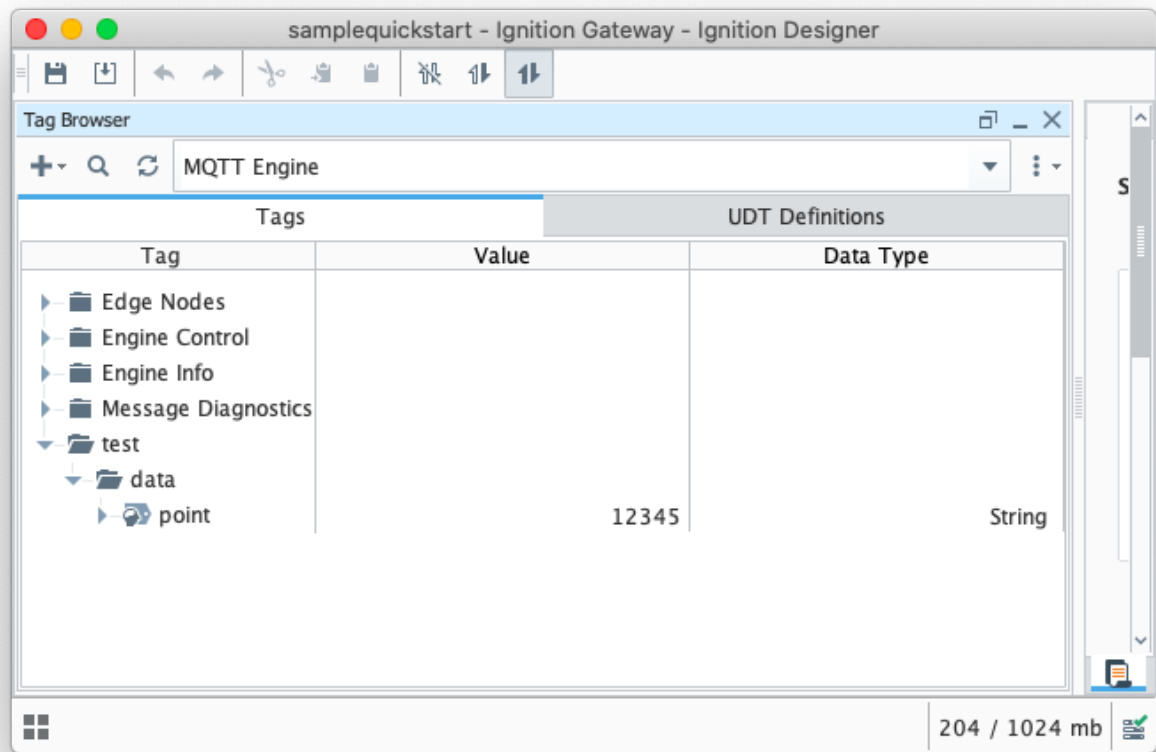 samplequickstart - Ignition Gateway - Ignition Designer
Tag Browser
MQTT Engine
S
Tags UDT Definitions
Tag Value Data Type
Edge Nodes
Engine Control
Engine Info
Message Diagnostics
test
data
point 12345 String
204 / 1024 mb